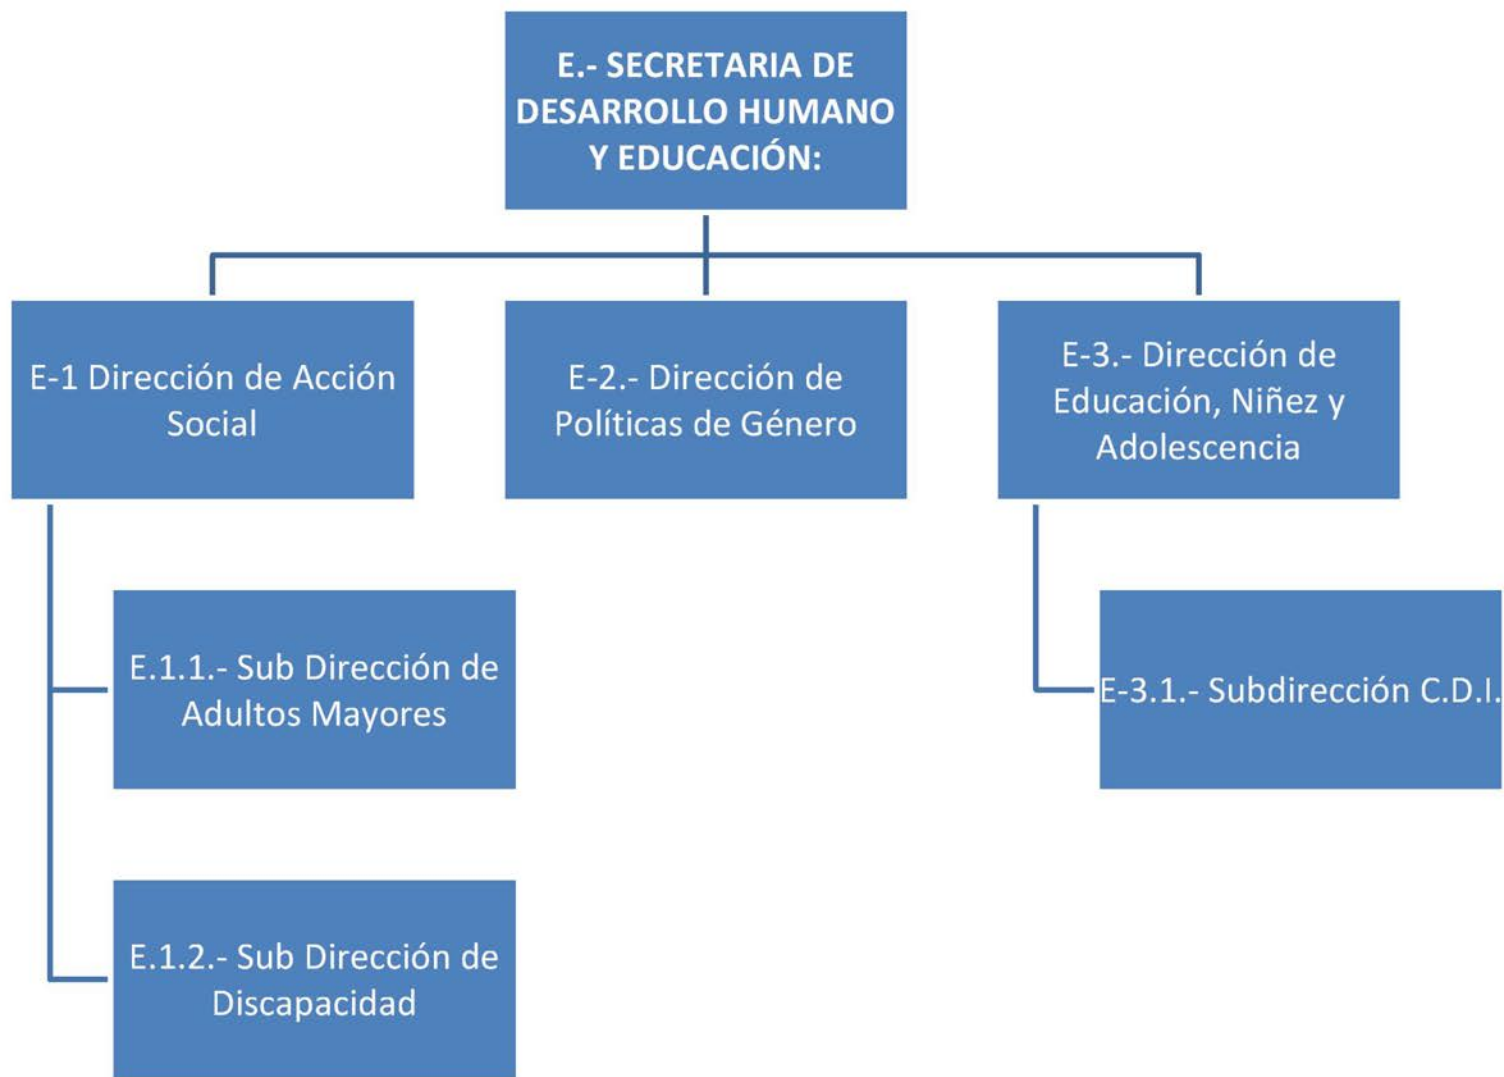 E.- SECRETARIA DE
DESARROLLO HUMANO
Y EDUCACIÓN:
E-1 Dirección de Acción
Social
E-2.- Dirección de
Políticas de Género
E-3.- Dirección de
Educación, Niñez y
Adolescencia
E.1.1.- Sub Dirección de
Adultos Mayores
E-3.1.- Subdirección C.D.I.
E.1.2.- Sub Dirección de
Discapacidad